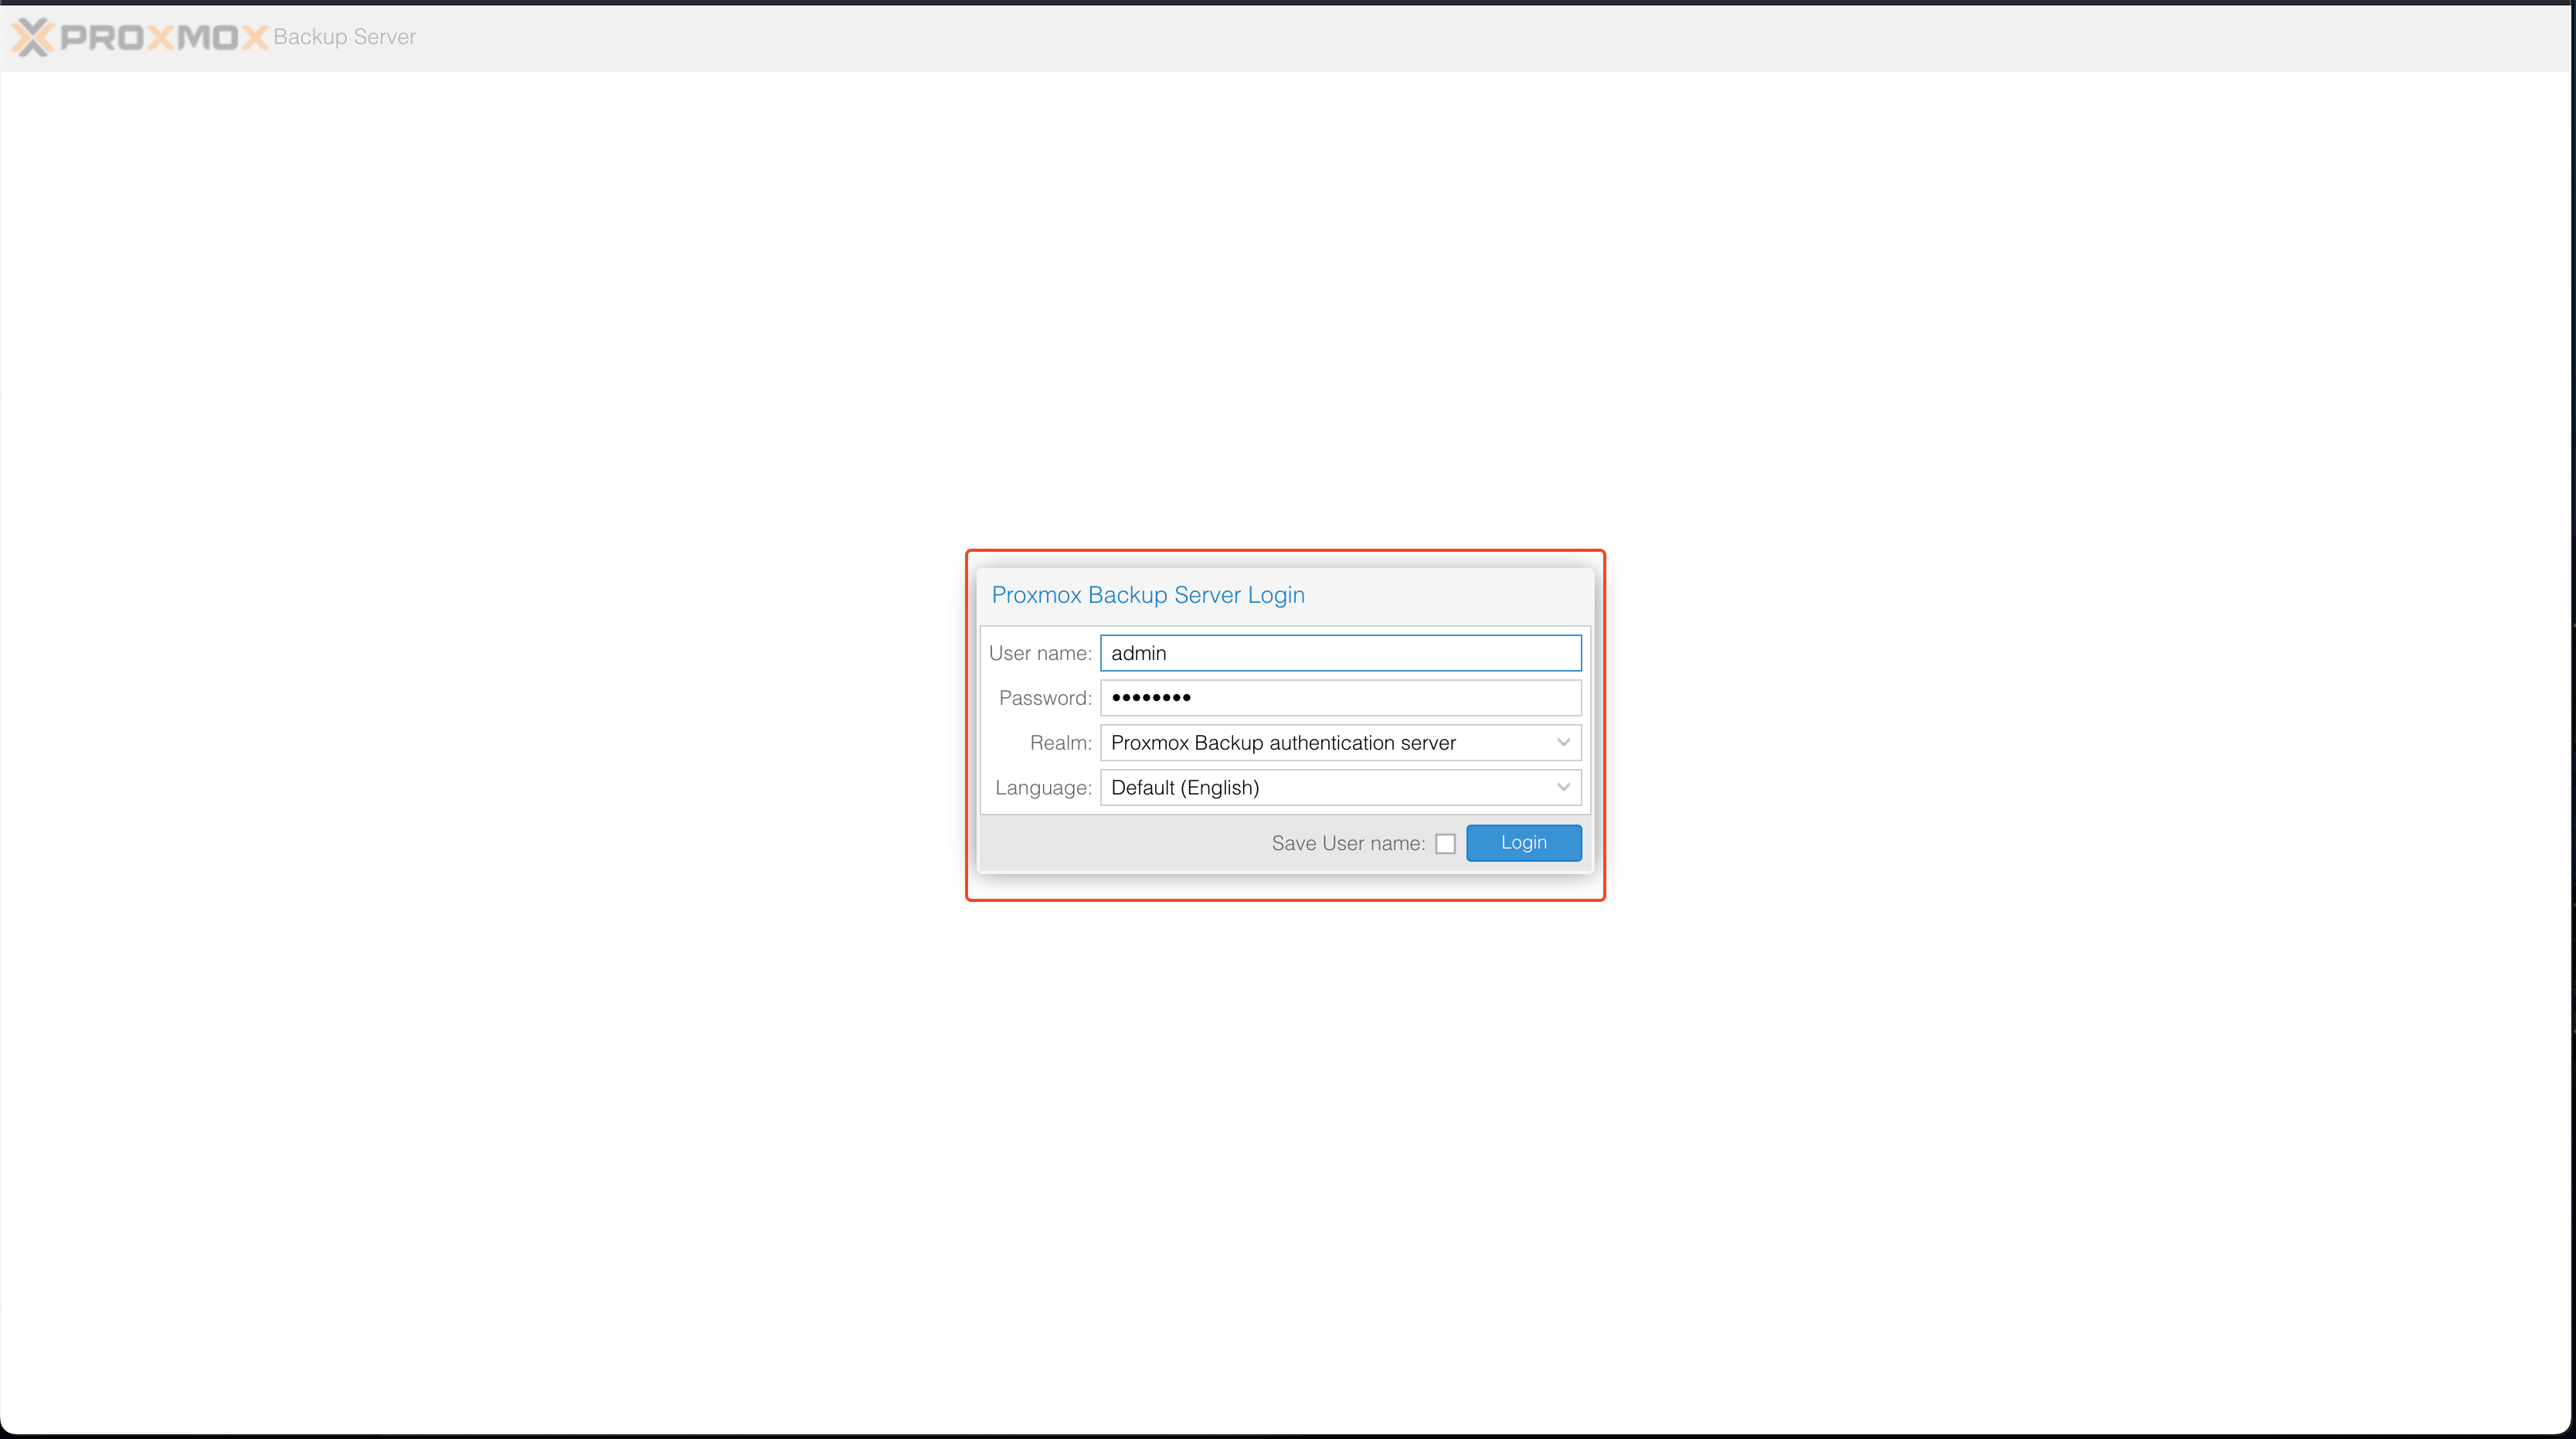 PROXMOX Backup Server
Proxmox Backup Server Login
User name: admin
Password: ••••••••
Realm: Proxmox Backup authentication server
Language: Default (English)
Save User name: Login